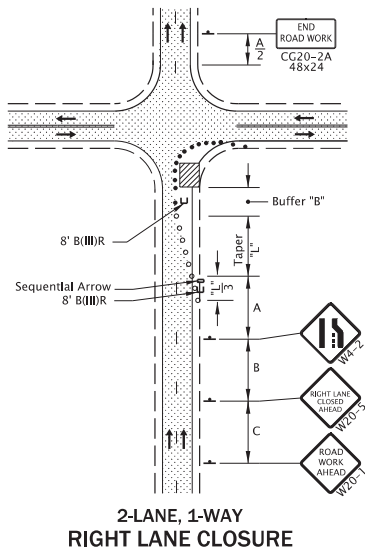 END
ROAD WORK
CG20-2A
48x24
A
2
Buffer "B"
8' B(III)R
Taper
"L"
Sequential Arrow
8' B(III)R
"L"
3
A
W4-2
B
RIGHT LANE
CLOSED
AHEAD
W20-5
C
ROAD
WORK
AHEAD
W20-1
2-LANE, 1-WAY
RIGHT LANE CLOSURE